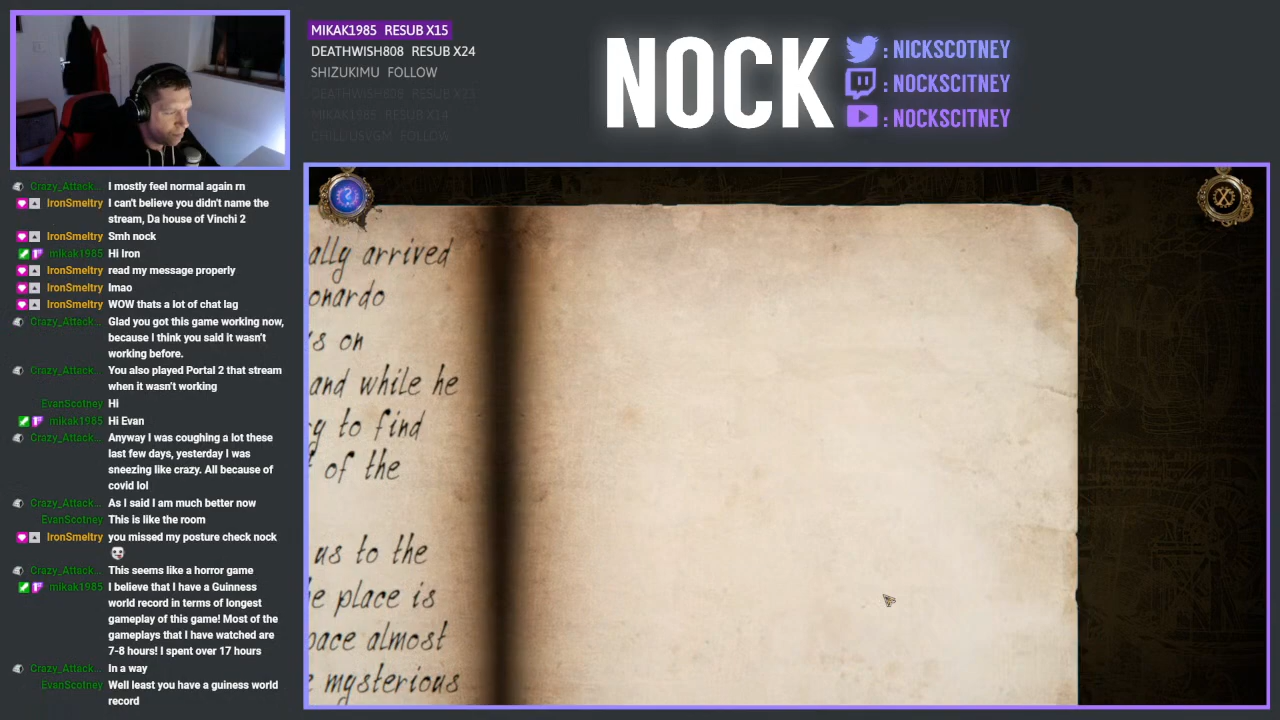 MIKAK1985 RESUB X15
DEATHWISH808 RESUB X24
SHIZUKIMU FOLLOW
DEATHWISH808 RESUB X23
MIKAK1985 RESUB X14
CHRILLUSVGM FOLLOW
NOCK
: NICKSCOTNEY
: NOCKSCITNEY
: NOCKSCITNEY
Crazy_Attack... I mostly feel normal again rn
IronSmeltry I can't believe you didn't name the
stream, Da house of Vinchi 2
IronSmeltry Smh nock
mikak1985 Hi Iron
IronSmeltry read my message properly
IronSmeltry lmao
IronSmeltry WOW thats a lot of chat lag
Crazy_Attack... Glad you got this game working now,
because I think you said it wasn't
working before.
Crazy_Attack... You also played Portal 2 that stream
when it wasn't working
EvanScotney Hi
mikak1985 Hi Evan
Crazy_Attack... Anyway I was coughing a lot these
last few days, yesterday I was
sneezing like crazy. All because of
covid lol
Crazy_Attack... As I said I am much better now
EvanScotney This is like the room
IronSmeltry you missed my posture check nock
Crazy_Attack... This seems like a horror game
mikak1985 I believe that I have a Guinness
world record in terms of longest
gameplay of this game! Most of the
gameplays that I have watched are
7-8 hours! I spent over 17 hours
Crazy_Attack... In a way
EvanScotney Well least you have a guiness world
record
ally arrived
onardo
s on
and while he
y to find
of the
us to the
e place is
pace almost
e mysterious